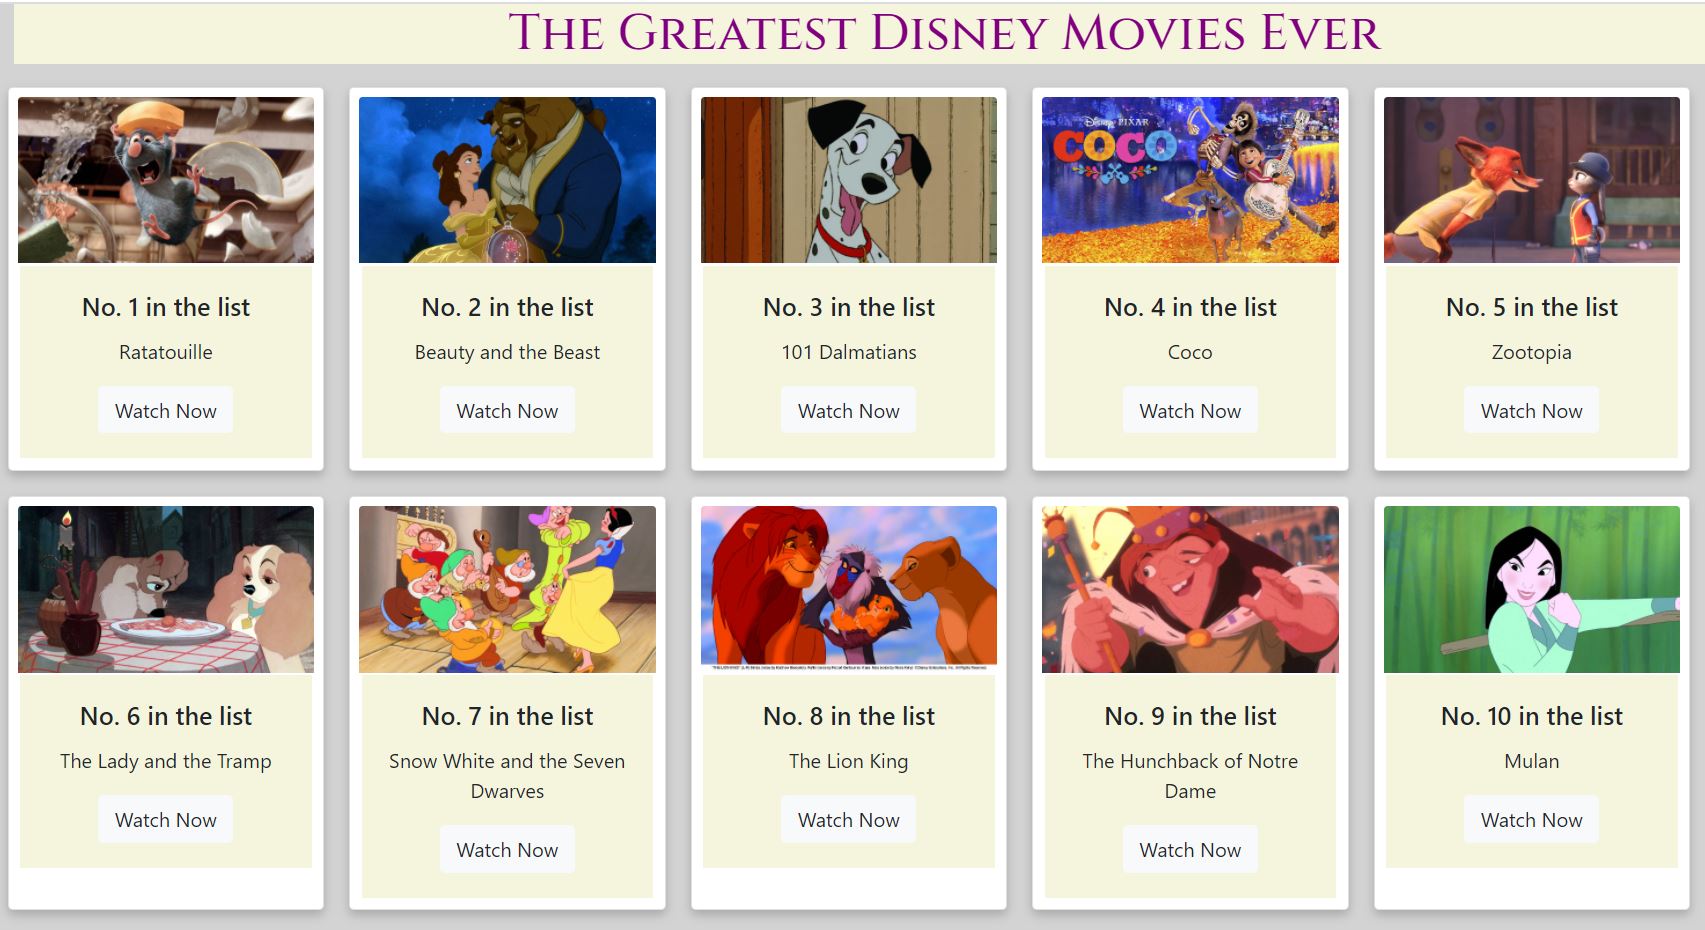 The Greatest Disney Movies Ever
Disney PIXAR
COCO
No. 1 in the list
Ratatouille
Watch Now
No. 2 in the list
Beauty and the Beast
Watch Now
No. 3 in the list
101 Dalmatians
Watch Now
No. 4 in the list
Coco
Watch Now
No. 5 in the list
Zootopia
Watch Now
No. 6 in the list
The Lady and the Tramp
Watch Now
No. 7 in the list
Snow White and the Seven
Dwarves
Watch Now
No. 8 in the list
The Lion King
Watch Now
No. 9 in the list
The Hunchback of Notre
Dame
Watch Now
No. 10 in the list
Mulan
Watch Now